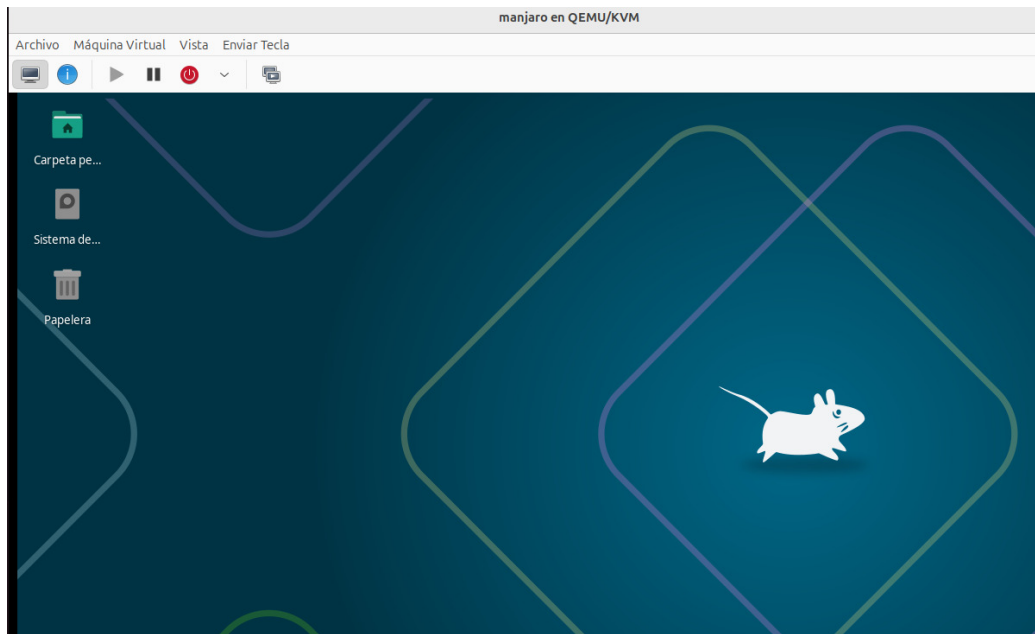 manjaro en QEMU/KVM
Archivo Máquina Virtual Vista Enviar Tecla
Carpeta pe...
Sistema de...
Papelera